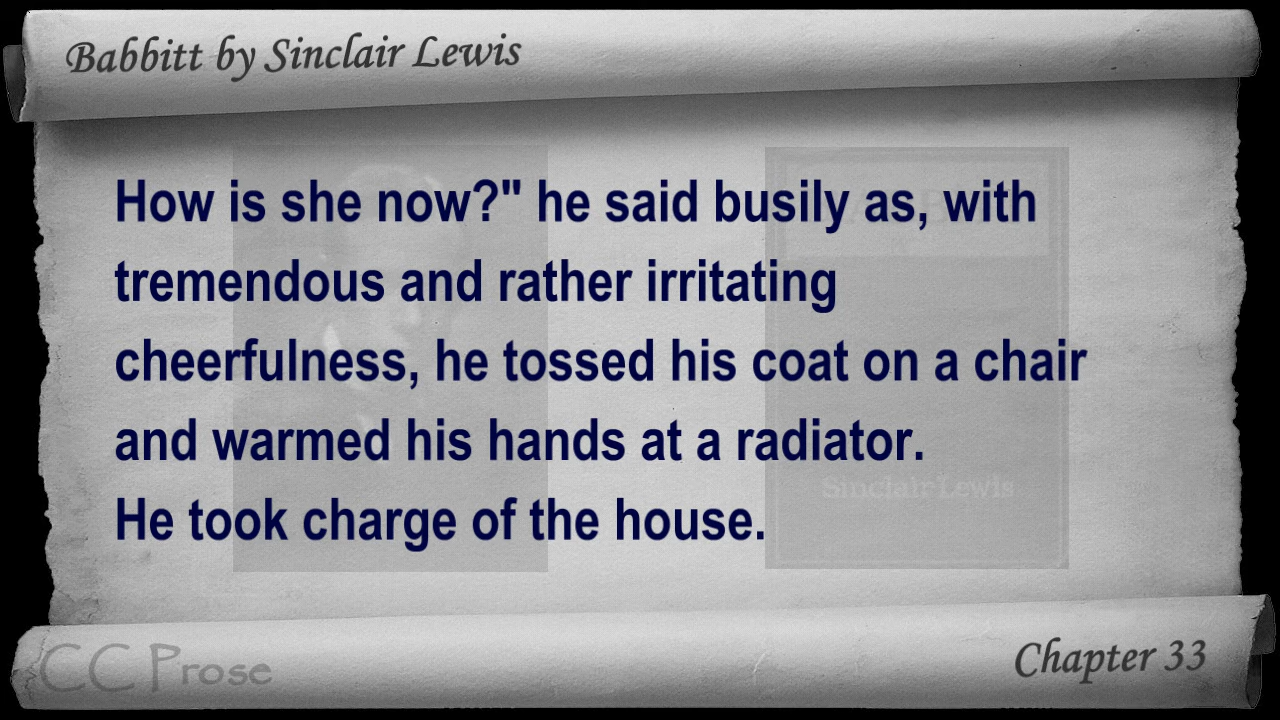 Babbitt by Sinclair Lewis
How is she now?" he said busily as, with
tremendous and rather irritating
cheerfulness, he tossed his coat on a chair
and warmed his hands at a radiator.
He took charge of the house.
Sinclair Lewis
CC Prose
Chapter 33